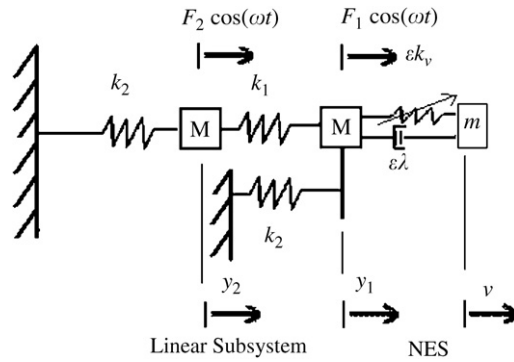 F₂ cos(ωt) F₁ cos(ωt)
k₂ k₁ εkᵥ
M M m
ελ
k₂
y₂ y₁ v
Linear Subsystem NES